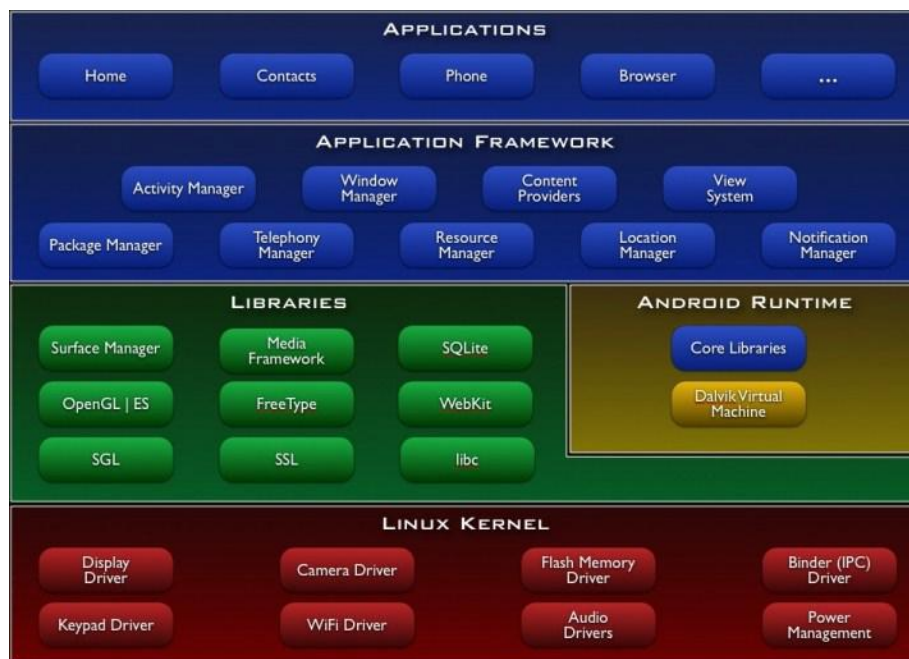 APPLICATIONS
Home
Contacts
Phone
Browser
...
APPLICATION FRAMEWORK
Activity Manager
Window
Manager
Content
Providers
View
System
Package Manager
Telephony
Manager
Resource
Manager
Location
Manager
Notification
Manager
LIBRARIES
Surface Manager
Media
Framework
SQLite
OpenGL | ES
FreeType
WebKit
SGL
SSL
libc
ANDROID RUNTIME
Core Libraries
Dalvik Virtual
Machine
LINUX KERNEL
Display
Driver
Camera Driver
Flash Memory
Driver
Binder (IPC)
Driver
Keypad Driver
WiFi Driver
Audio
Drivers
Power
Management